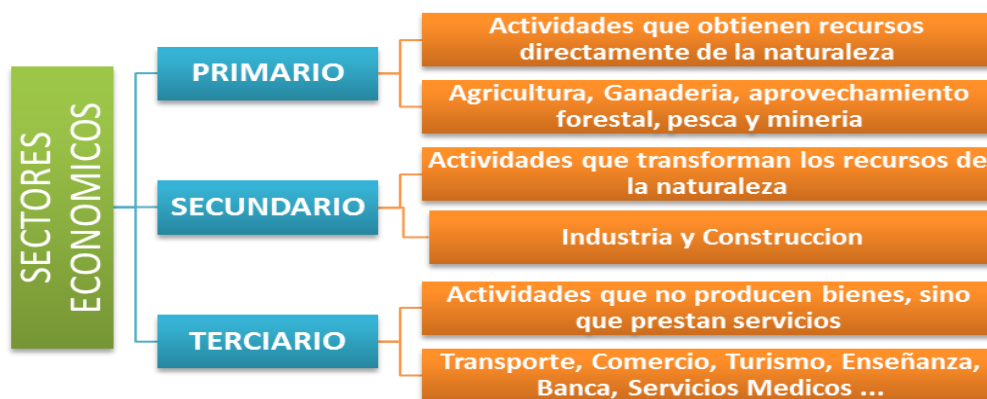 SECTORES
ECONOMICOS
PRIMARIO
Actividades que obtienen recursos
directamente de la naturaleza
Agricultura, Ganaderia, aprovechamiento
forestal, pesca y mineria
SECUNDARIO
Actividades que transforman los recursos de
la naturaleza
Industria y Construccion
TERCIARIO
Actividades que no producen bienes, sino
que prestan servicios
Transporte, Comercio, Turismo, Enseñanza,
Banca, Servicios Medicos ...